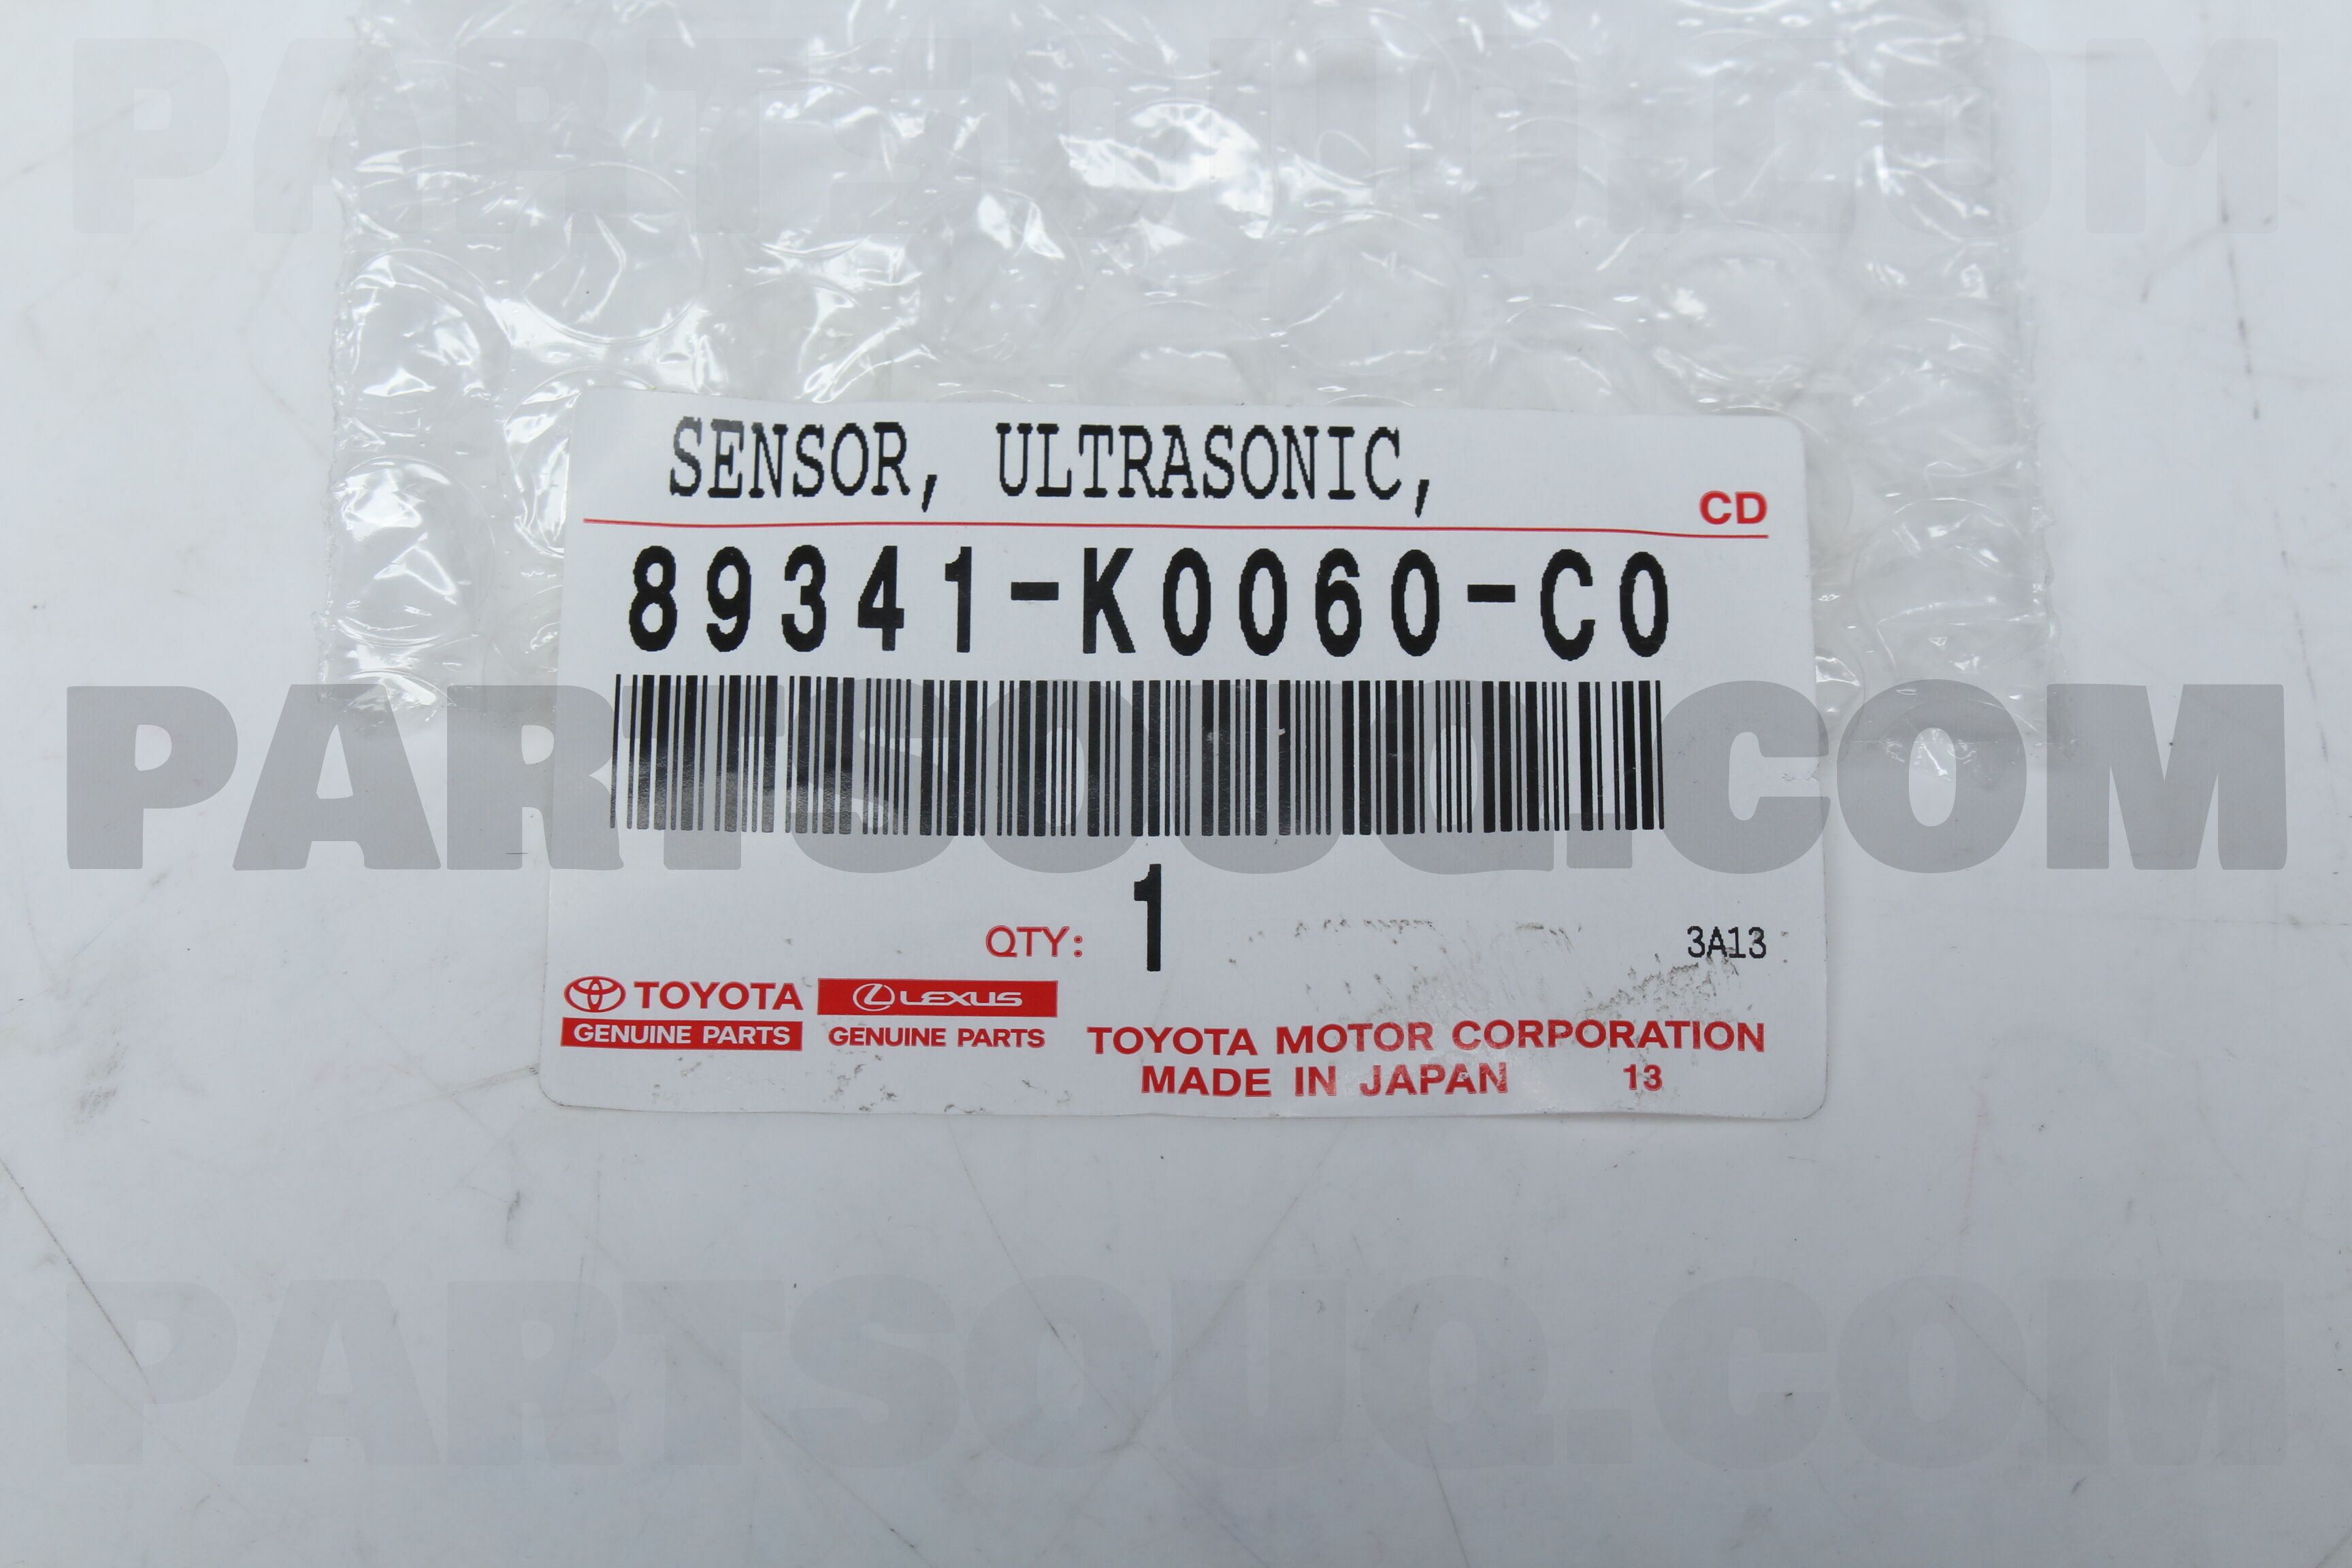 PARTSOUQ.COM
SENSOR, ULTRASONIC,
CD
89341-K0060-C0
PARTSOUQ.COM
QTY: 1
3A13
TOYOTA LEXUS
GENUINE PARTS GENUINE PARTS
TOYOTA MOTOR CORPORATION
MADE IN JAPAN 13
PARTSOUQ.COM